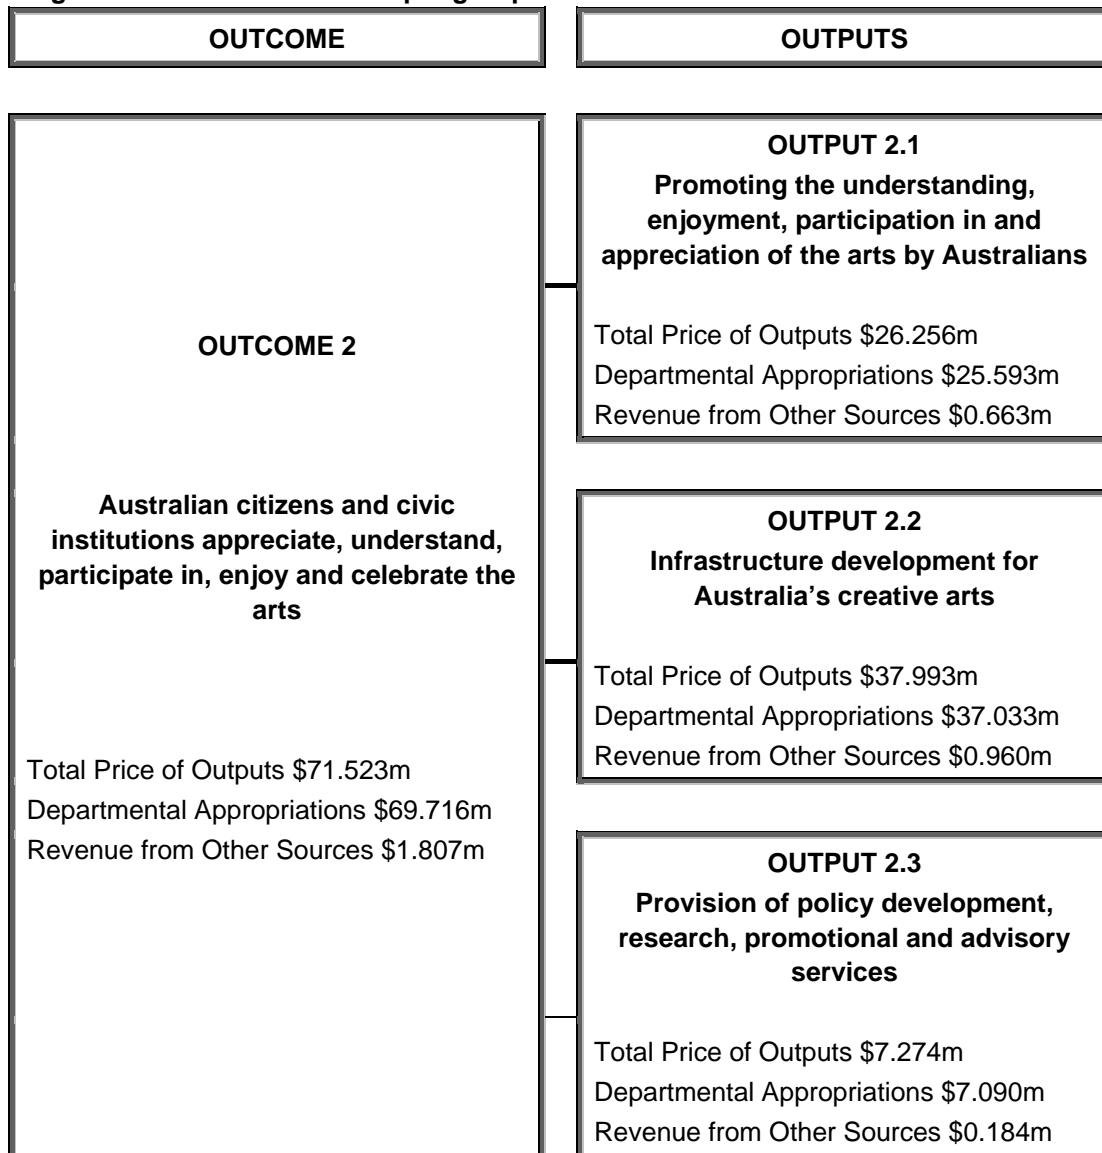 OUTCOME
OUTPUTS
OUTCOME 2
Australian citizens and civic
institutions appreciate, understand,
participate in, enjoy and celebrate the
arts
Total Price of Outputs $71.523m
Departmental Appropriations $69.716m
Revenue from Other Sources $1.807m
OUTPUT 2.1
Promoting the understanding,
enjoyment, participation in and
appreciation of the arts by Australians
Total Price of Outputs $26.256m
Departmental Appropriations $25.593m
Revenue from Other Sources $0.663m
OUTPUT 2.2
Infrastructure development for
Australia’s creative arts
Total Price of Outputs $37.993m
Departmental Appropriations $37.033m
Revenue from Other Sources $0.960m
OUTPUT 2.3
Provision of policy development,
research, promotional and advisory
services
Total Price of Outputs $7.274m
Departmental Appropriations $7.090m
Revenue from Other Sources $0.184m